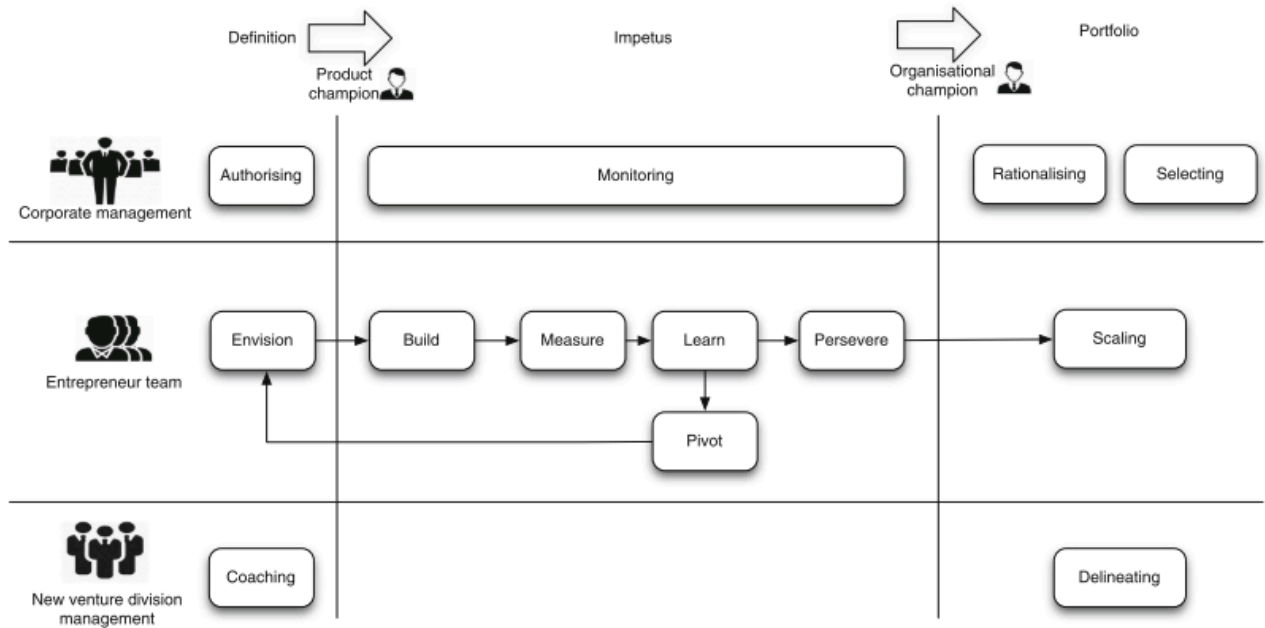 Definition
Impetus
Portfolio
Product
champion
Organisational
champion
Corporate management
Authorising
Monitoring
Rationalising
Selecting
Entrepreneur team
Envision
Build
Measure
Learn
Persevere
Scaling
Pivot
New venture division
management
Coaching
Delineating